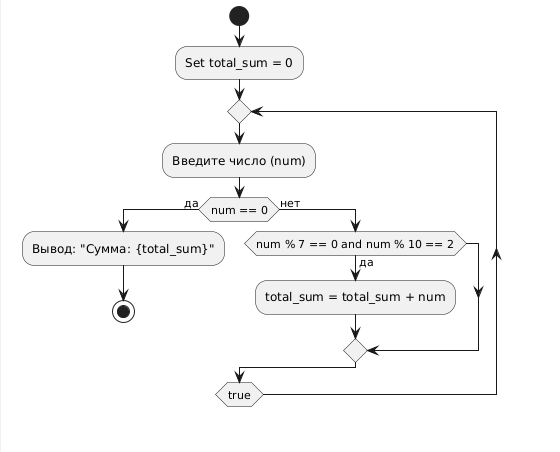 Set total_sum = 0
Введите число (num)
да
num == 0
нет
Вывод: "Сумма: {total_sum}"
num % 7 == 0 and num % 10 == 2
да
total_sum = total_sum + num
true